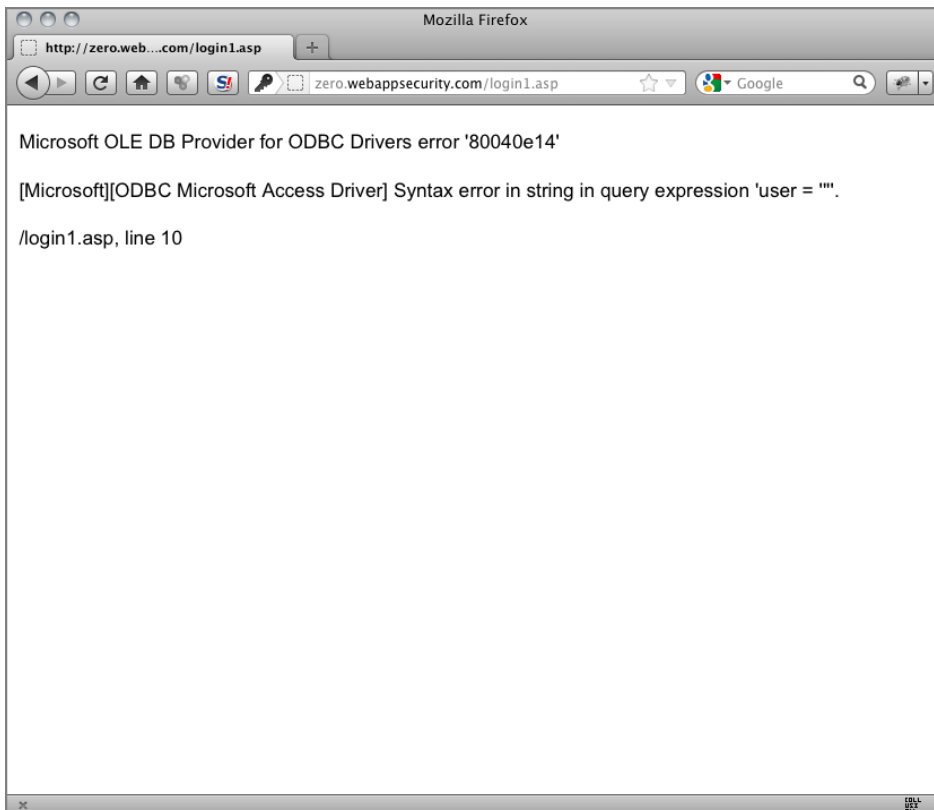 Mozilla Firefox
http://zero.web....com/login1.asp
zero.webappsecurity.com/login1.asp
Google
Microsoft OLE DB Provider for ODBC Drivers error '80040e14'
[Microsoft][ODBC Microsoft Access Driver] Syntax error in string in query expression 'user = '''.
/login1.asp, line 10